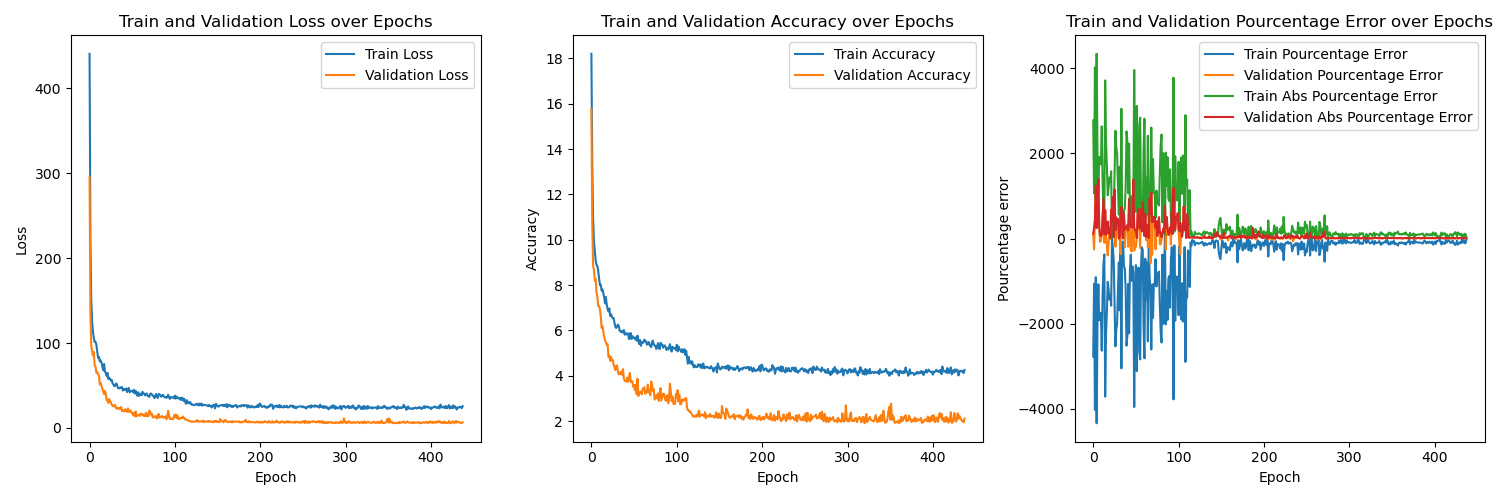 Train and Validation Loss over Epochs
Train Loss
Validation Loss
400
300
200
100
0
Loss
0 100 200 300 400
Epoch
Train and Validation Accuracy over Epochs
Train Accuracy
Validation Accuracy
18
16
14
12
10
8
6
4
2
Accuracy
0 100 200 300 400
Epoch
Train and Validation Pourcentage Error over Epochs
Train Pourcentage Error
Validation Pourcentage Error
Train Abs Pourcentage Error
Validation Abs Pourcentage Error
4000
2000
0
−2000
−4000
Pourcentage error
0 100 200 300 400
Epoch